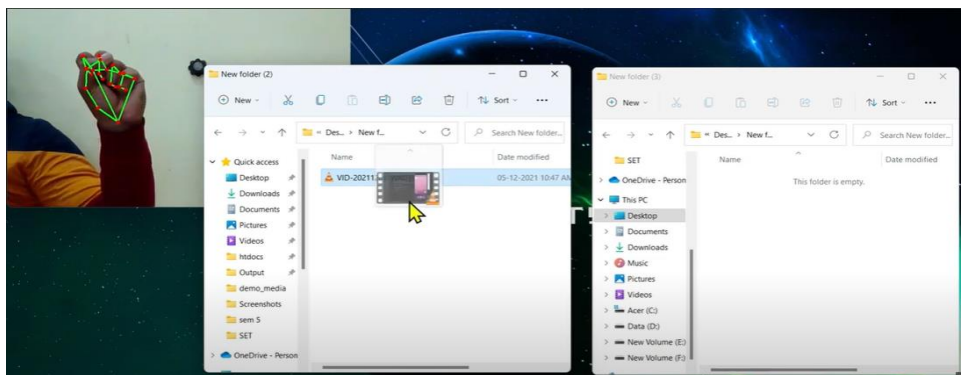 New folder (2)
New
Sort
Des... > New f...
Search New folder...
Name
Date modified
Quick access
Desktop
Downloads
Documents
Pictures
Videos
htdocs
Output
demo_media
Screenshots
sem 5
SET
OneDrive - Person
VID-2021
05-12-2021 10:47 AM
New folder (3)
New
Sort
Des... > New f...
Search New folder...
Name
Date modified
This folder is empty.
SET
OneDrive - Person
This PC
Desktop
Documents
Downloads
Music
Pictures
Videos
Acer (C:)
Data (D:)
New Volume (E:)
New Volume (F:)